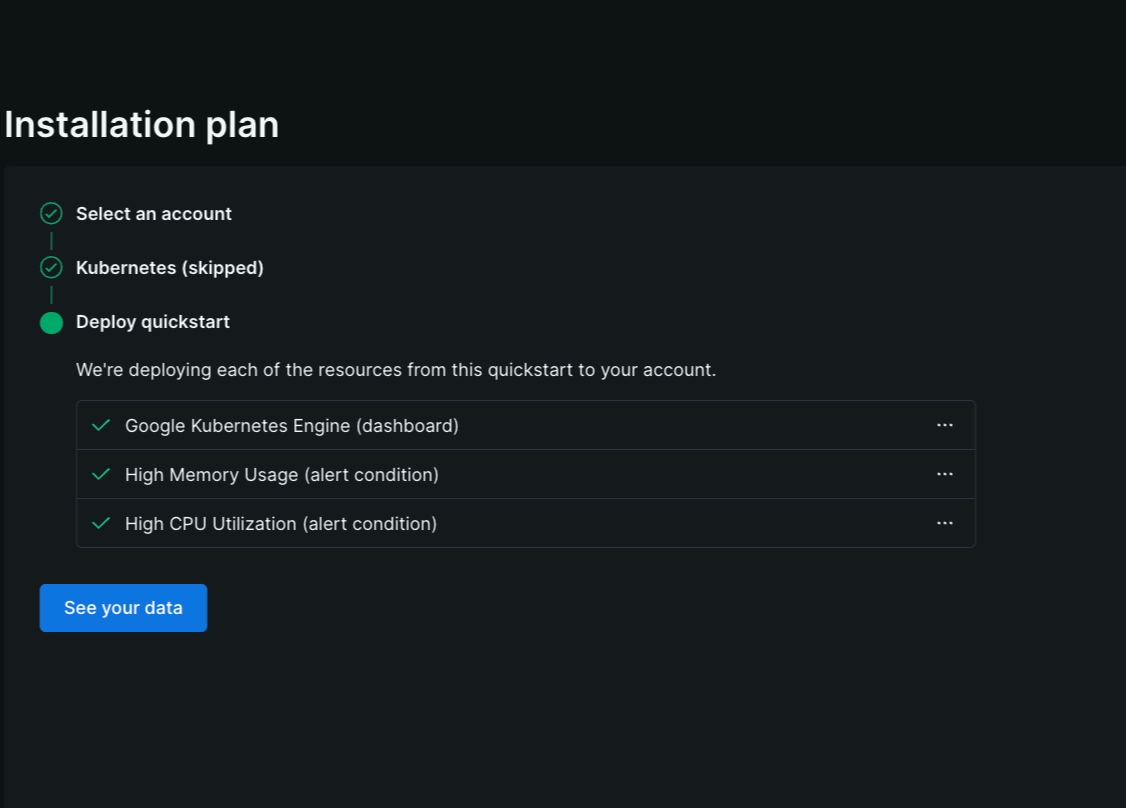 Installation plan
Select an account
Kubernetes (skipped)
Deploy quickstart
We're deploying each of the resources from this quickstart to your account.
Google Kubernetes Engine (dashboard)
High Memory Usage (alert condition)
High CPU Utilization (alert condition)
See your data